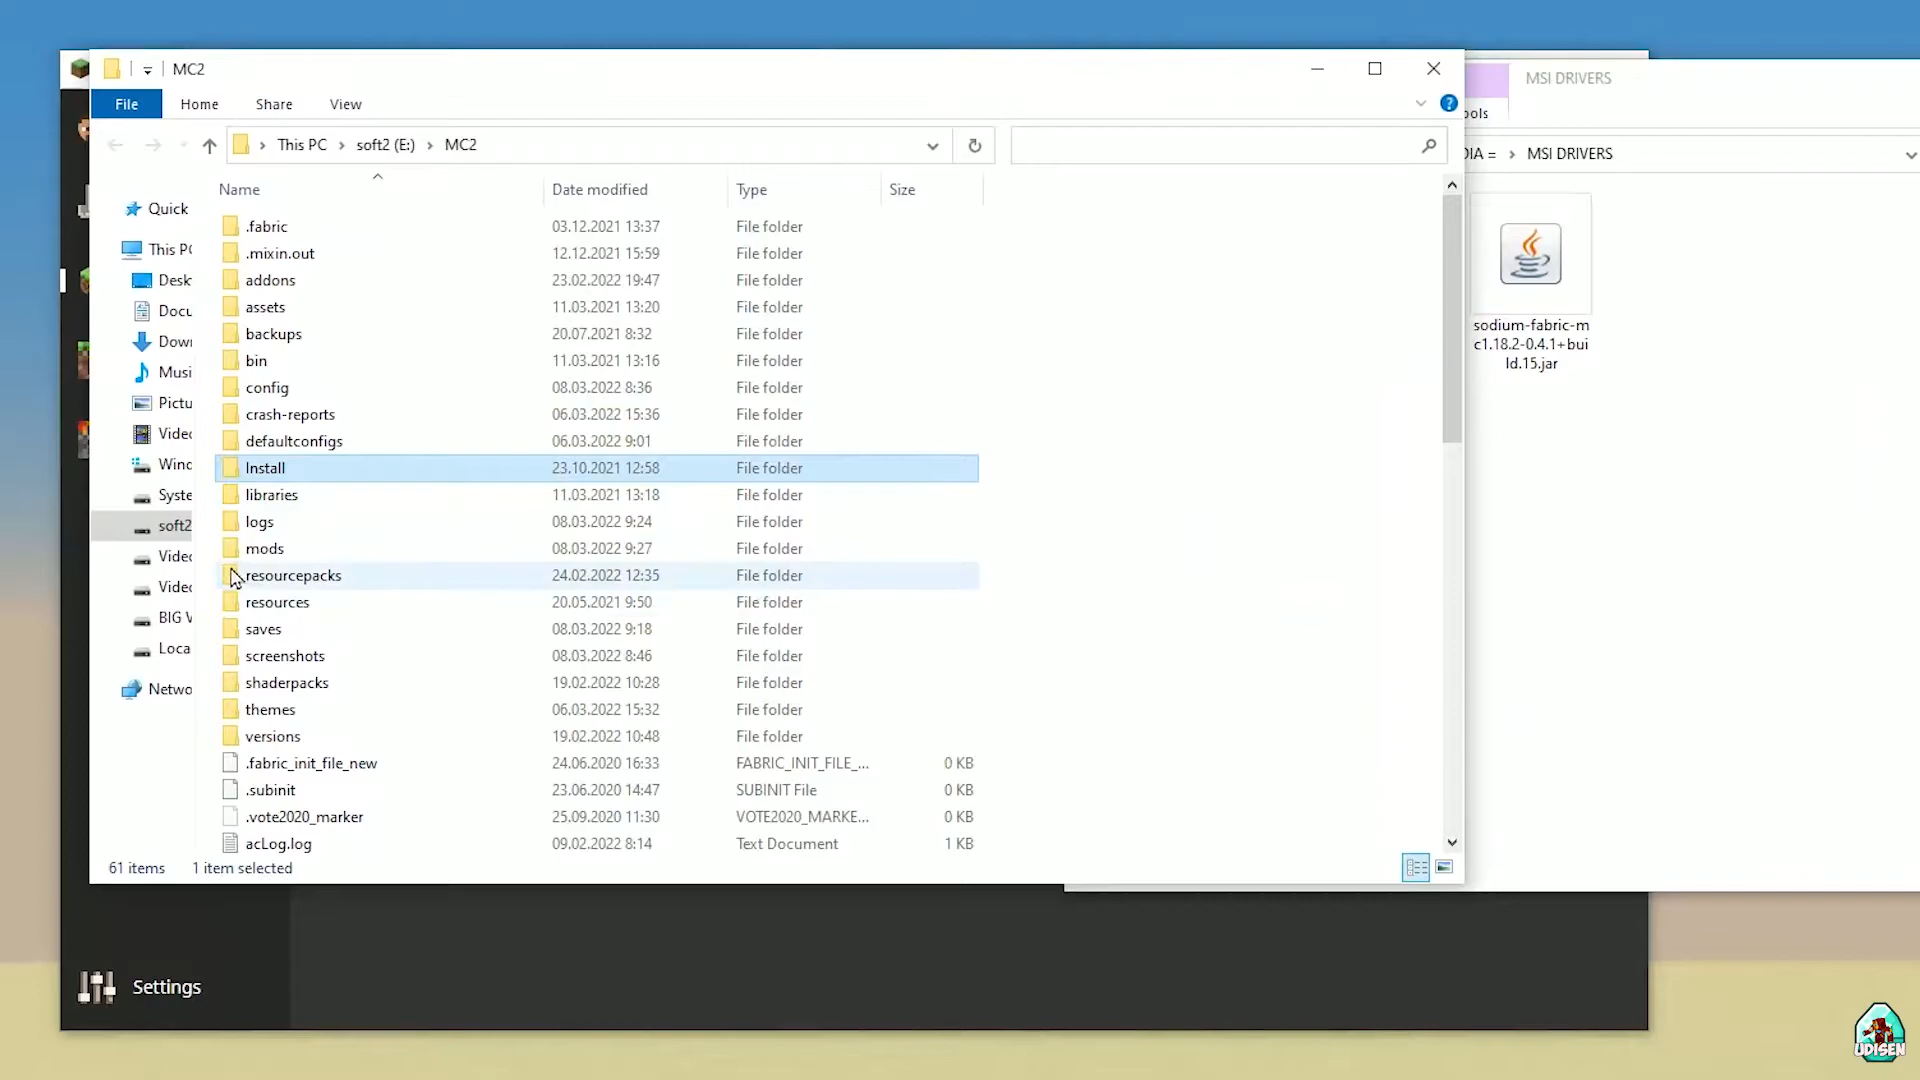 MC2
File
Home
Share
View
This PC
soft2 (E:)
MC2
Name
Date modified
Type
Size
Quick
This PC
Desk
Docu
Down
Musi
Pictu
Video
Wind
Syste
soft2
Video
Video
BIG V
Loca
Netwo
.fabric 03.12.2021 13:37 File folder
.mixin.out 12.12.2021 15:59 File folder
addons 23.02.2022 19:47 File folder
assets 11.03.2021 13:20 File folder
backups 20.07.2021 8:32 File folder
bin 11.03.2021 13:16 File folder
config 08.03.2022 8:36 File folder
crash-reports 06.03.2022 15:36 File folder
defaultconfigs 06.03.2022 9:01 File folder
Install 23.10.2021 12:58 File folder
libraries 11.03.2021 13:18 File folder
logs 08.03.2022 9:24 File folder
mods 08.03.2022 9:27 File folder
resourcepacks 24.02.2022 12:35 File folder
resources 20.05.2021 9:50 File folder
saves 08.03.2022 9:18 File folder
screenshots 08.03.2022 8:46 File folder
shaderpacks 19.02.2022 10:28 File folder
themes 06.03.2022 15:32 File folder
versions 19.02.2022 10:48 File folder
.fabric_init_file_new 24.06.2020 16:33 FABRIC_INIT_FILE_... 0 KB
.subinit 23.06.2020 14:47 SUBINIT File 0 KB
.vote2020_marker 25.09.2020 11:30 VOTE2020_MARKE... 0 KB
acLog.log 09.02.2022 8:14 Text Document 1 KB
61 items
1 item selected
MSI DRIVERS
ools
DIA =
MSI DRIVERS
sodium-fabric-m
c1.18.2-0.4.1+bui
ld.15.jar
Settings
UDISEN